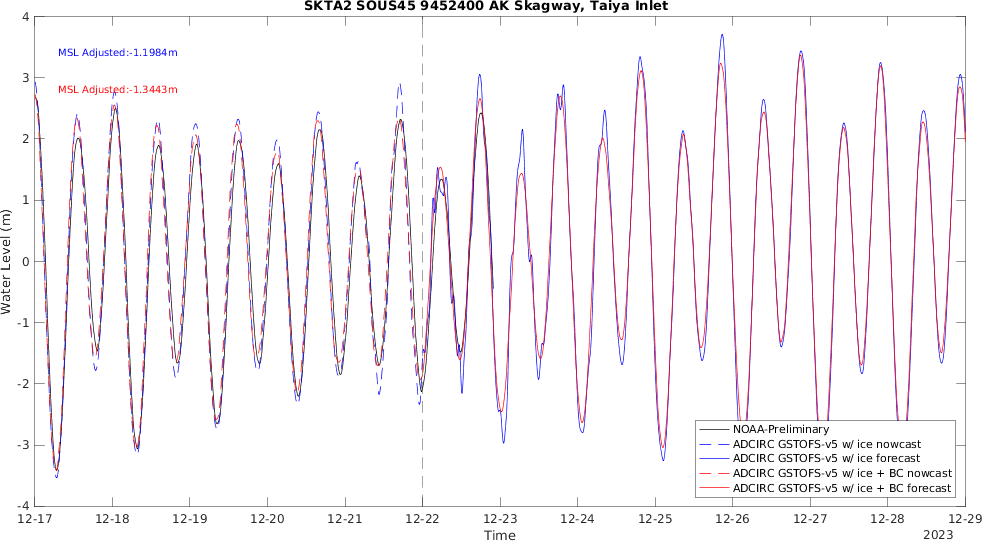 SKTA2 SOUS45 9452400 AK Skagway, Taiya Inlet
4
MSL Adjusted:-1.1984m
3
MSL Adjusted:-1.3443m
2
1
0
-1
-2
-3
-4
Water Level (m)
NOAA-Preliminary
ADCIRC GSTOFS-v5 w/ ice nowcast
ADCIRC GSTOFS-v5 w/ ice forecast
ADCIRC GSTOFS-v5 w/ ice + BC nowcast
ADCIRC GSTOFS-v5 w/ ice + BC forecast
12-17 12-18 12-19 12-20 12-21 12-22 12-23 12-24 12-25 12-26 12-27 12-28 12-29
Time
2023